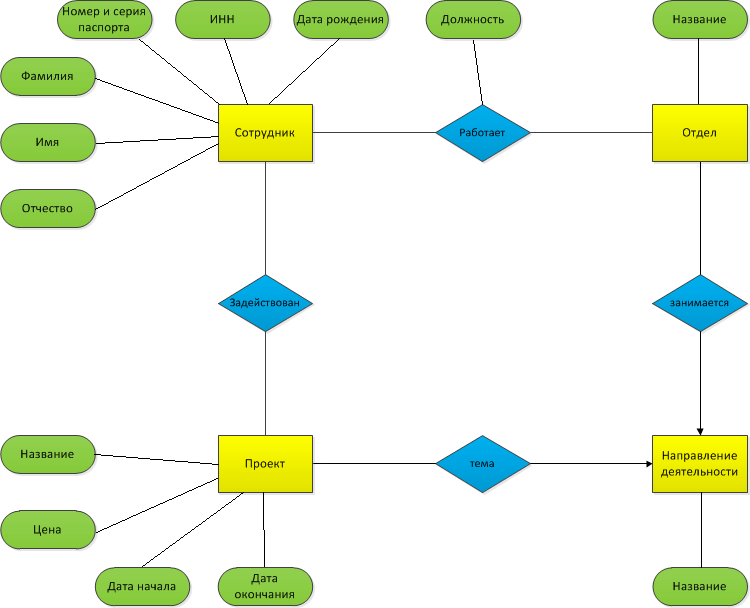 Номер и серия
паспорта
ИНН
Дата рождения
Должность
Название
Фамилия
Сотрудник
Работает
Отдел
Имя
Отчество
Задействован
занимается
Название
Проект
тема
Направление
деятельности
Цена
Дата начала
Дата
окончания
Название